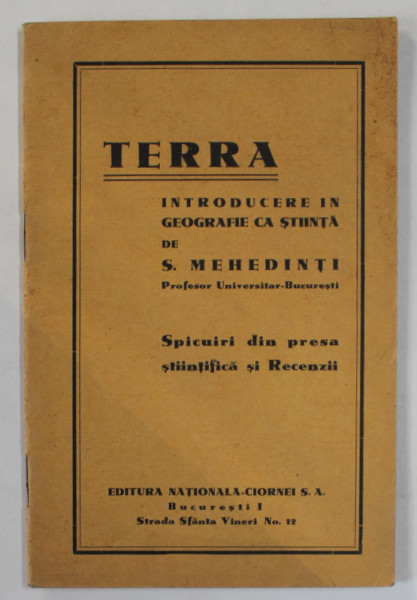 TERRA
INTRODUCERE IN
GEOGRAFIE CA ȘTIINȚĂ
DE
S. MEHEDINȚI
Profesor Universitar-București
Spicuiri din presa
științifică și Recenzii
EDITURA NAȚIONALA-CIORNEI S. A.
București I
Strada Sfânta Vineri No. 12